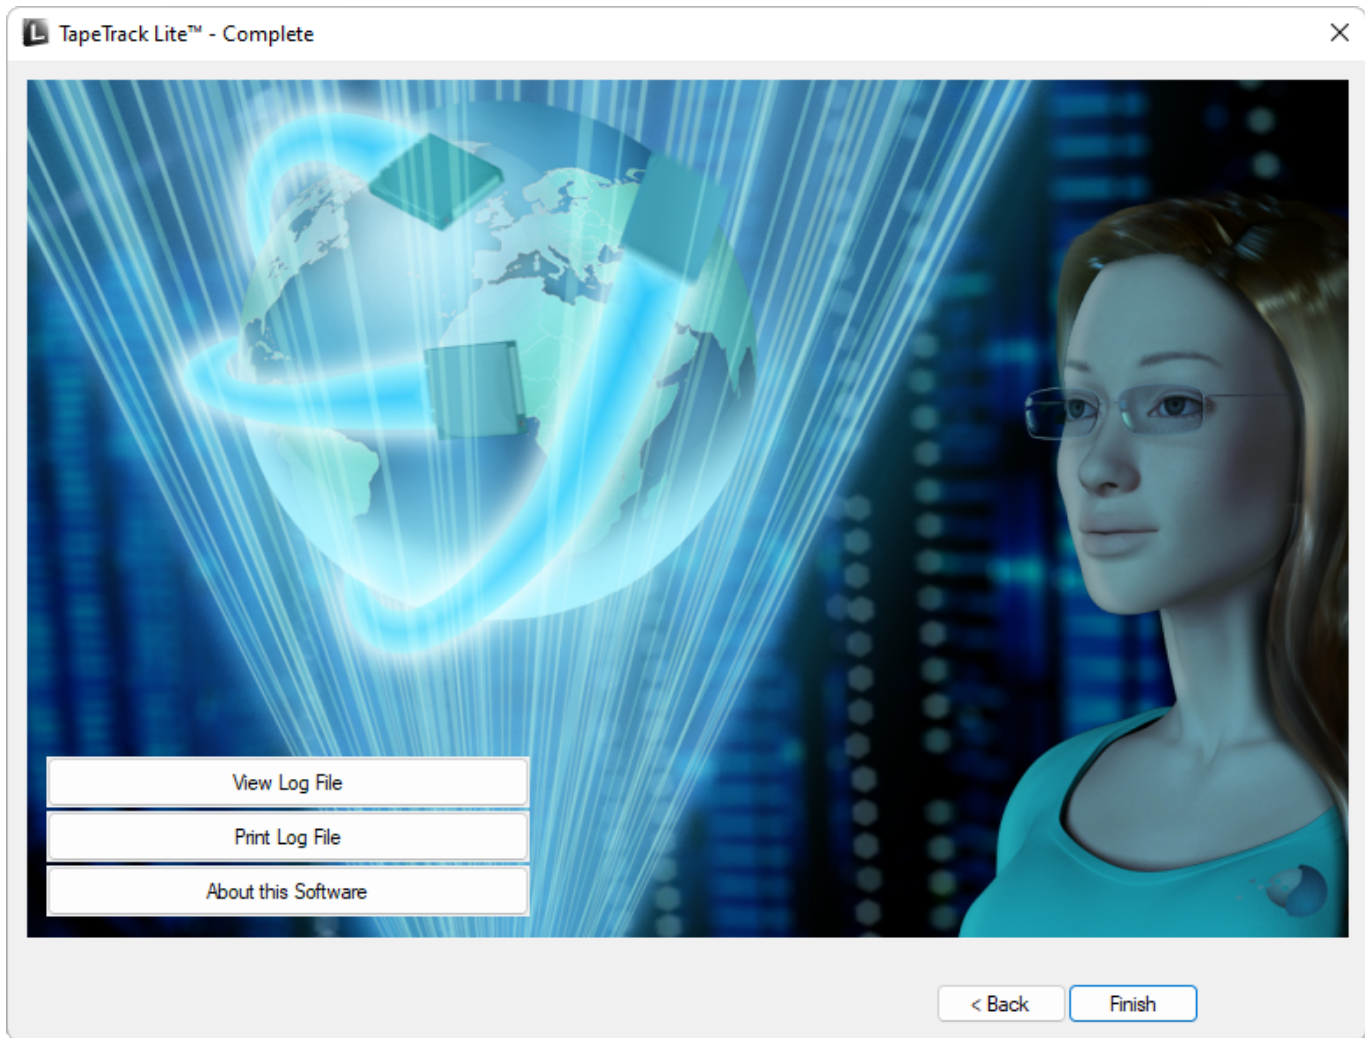 TapeTrack Lite™ - Complete
View Log File
Print Log File
About this Software
< Back
Finish